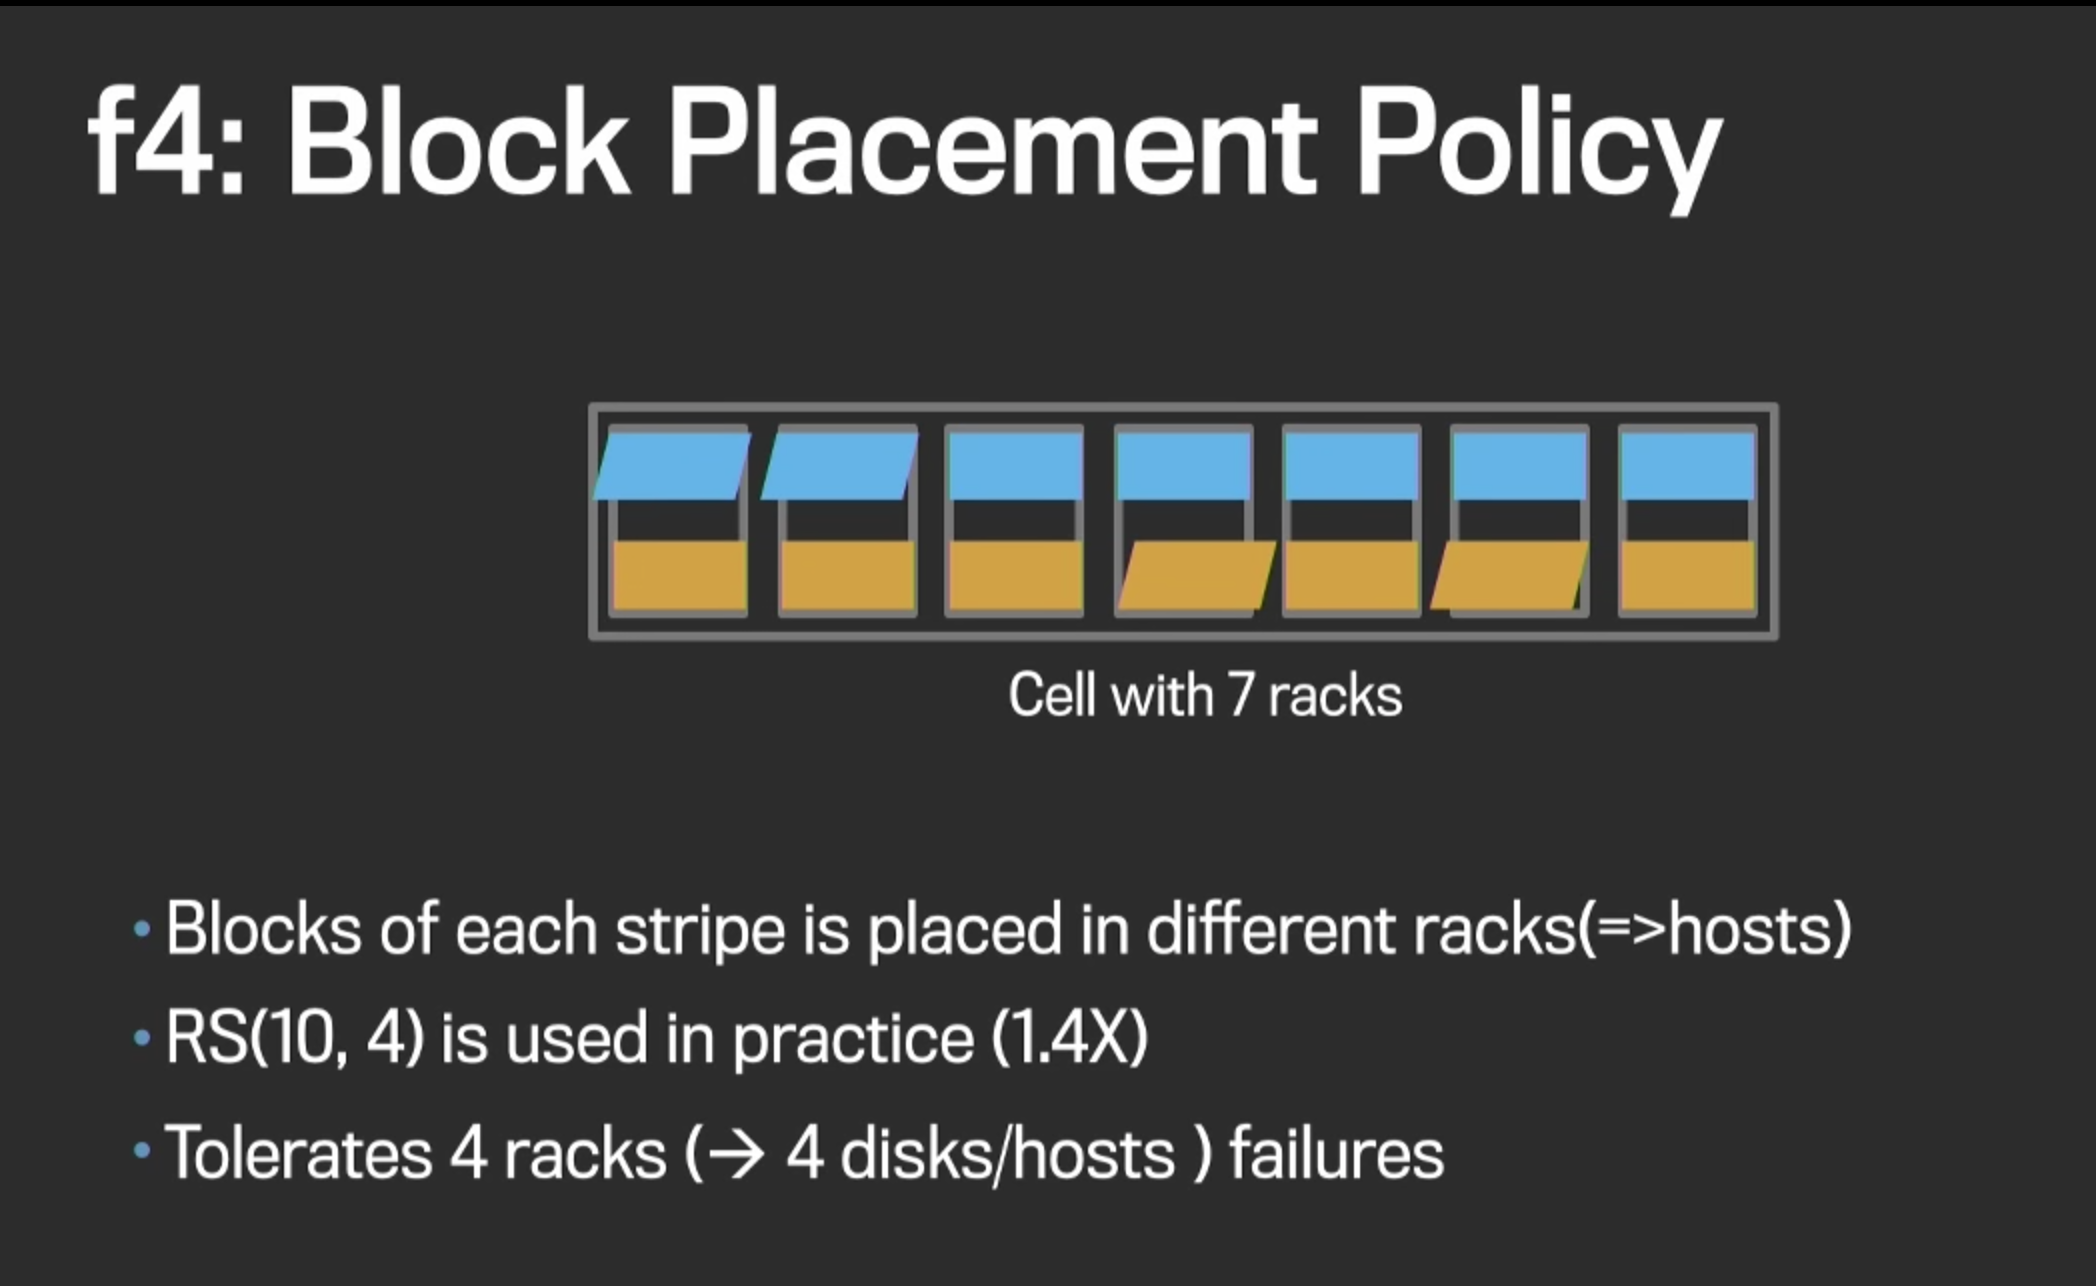 f4: Block Placement Policy
Cell with 7 racks
• Blocks of each stripe is placed in different racks(=>hosts)
• RS(10, 4) is used in practice (1.4X)
• Tolerates 4 racks (→ 4 disks/hosts ) failures